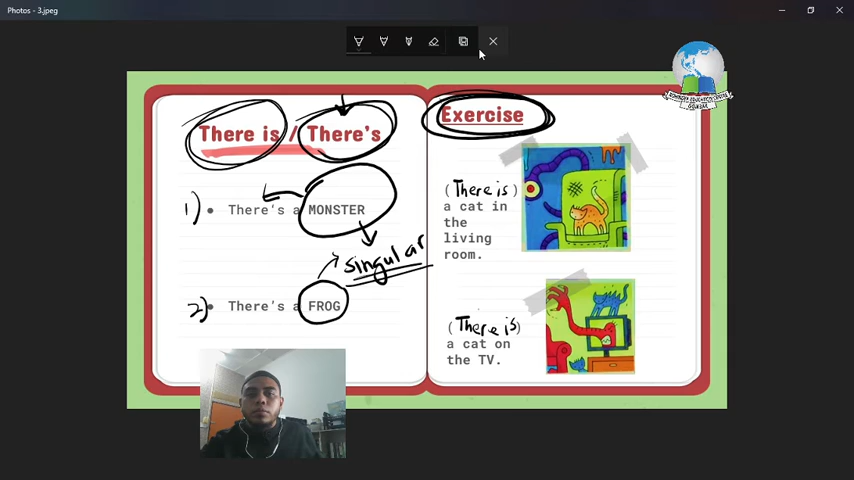 Photos - 3.jpeg
There is / There's
1) • There's a MONSTER
singular
2) • There's a FROG
Exercise
(There is)
a cat in
the
living
room.
(There is)
a cat on
the TV.